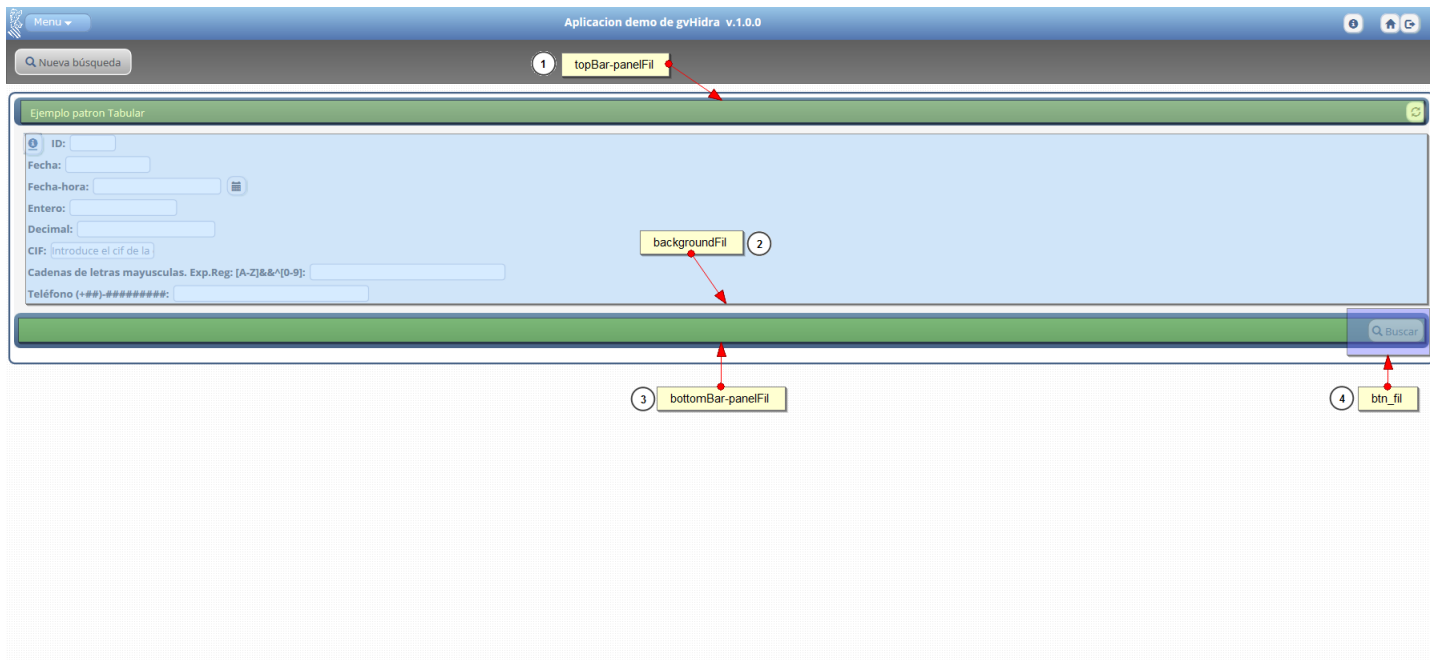 Menu
Aplicacion demo de gvHidra v.1.0.0
Nueva búsqueda
1
topBar-panelFil
Ejemplo patron Tabular
ID:
Fecha:
Fecha-hora:
Entero:
Decimal:
backgroundFil
2
CIF: Introduce el cif de la
Cadenas de letras mayusculas. Exp.Reg: [A-Z]&&^[0-9]:
Teléfono (+##)-#########:
Buscar
3
bottomBar-panelFil
4
btn_fil